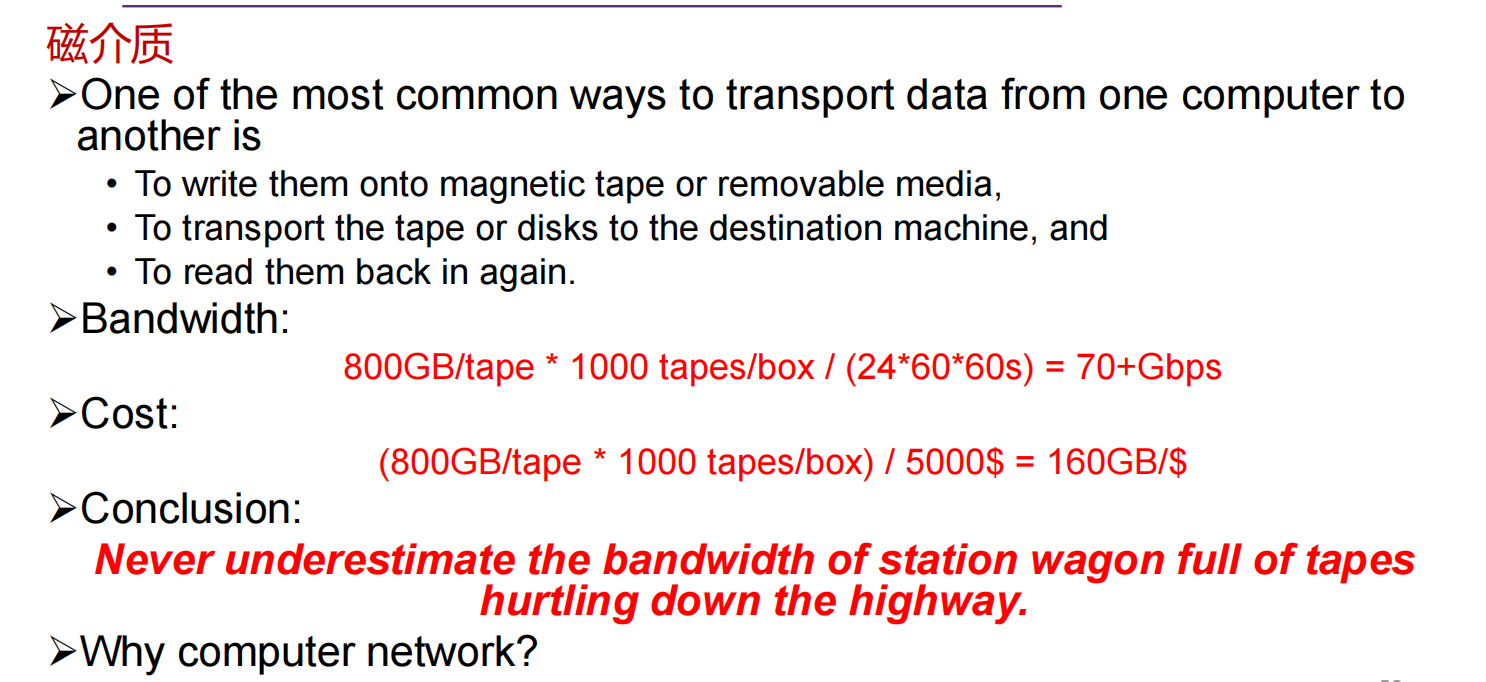 磁介质
➢One of the most common ways to transport data from one computer to
another is
• To write them onto magnetic tape or removable media,
• To transport the tape or disks to the destination machine, and
• To read them back in again.
➢Bandwidth:
800GB/tape * 1000 tapes/box / (24*60*60s) = 70+Gbps
➢Cost:
(800GB/tape * 1000 tapes/box) / 5000$ = 160GB/$
➢Conclusion:
Never underestimate the bandwidth of station wagon full of tapes
hurtling down the highway.
➢Why computer network?